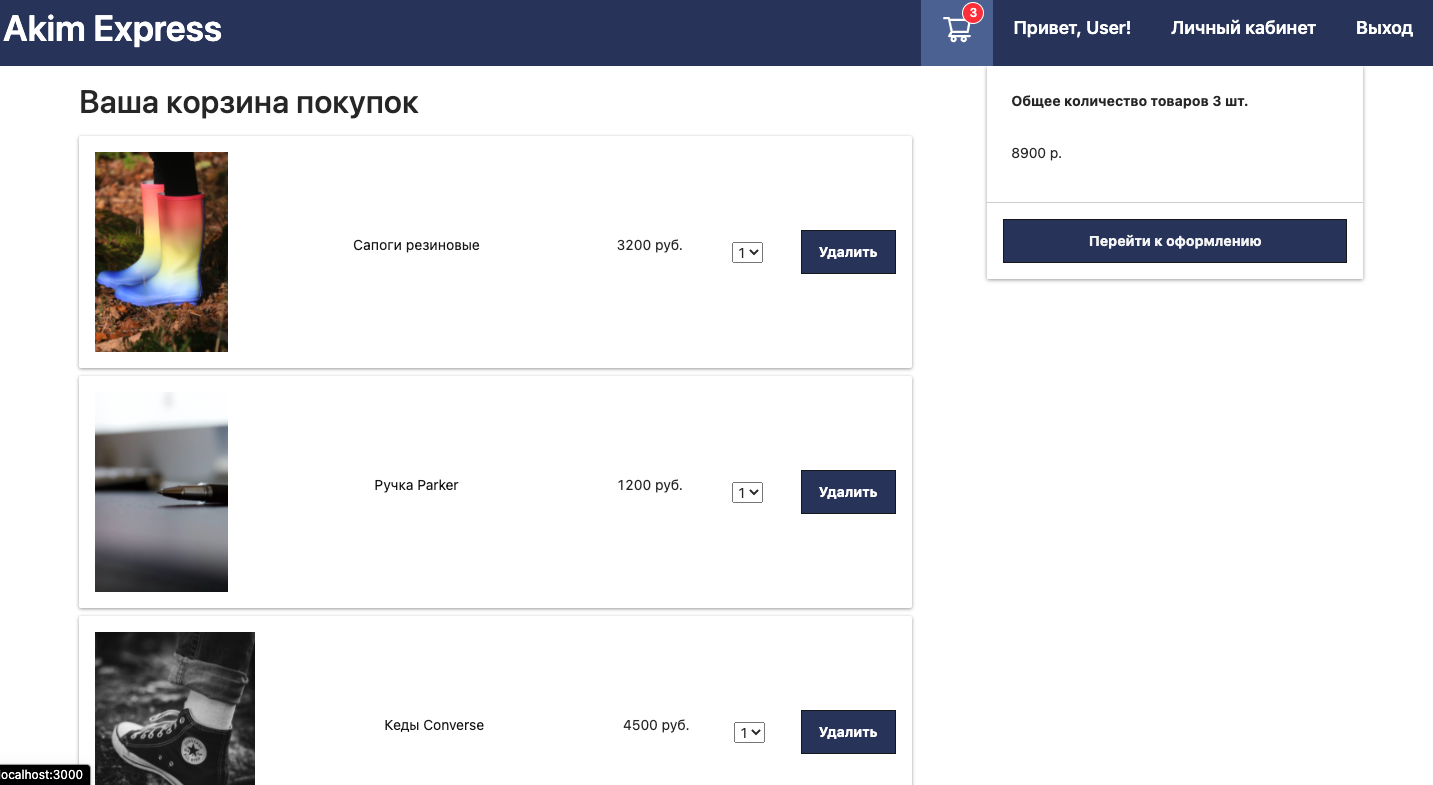 Akim Express
3
Привет, User!
Личный кабинет
Выход
Ваша корзина покупок
Сапоги резиновые
3200 руб.
1
Удалить
Ручка Parker
1200 руб.
1
Удалить
Кеды Converse
4500 руб.
1
Удалить
Общее количество товаров 3 шт.
8900 р.
Перейти к оформлению
ocalhost:3000